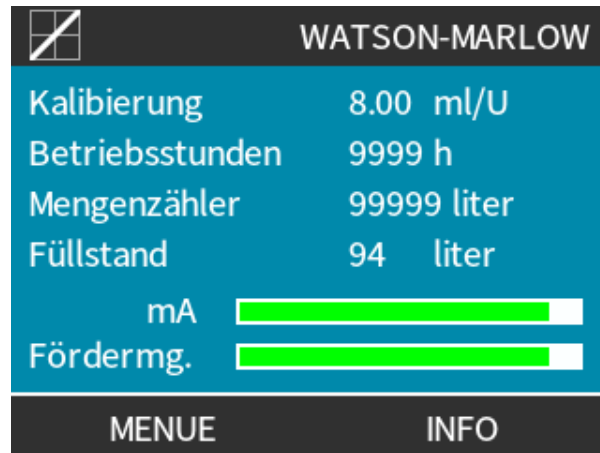 WATSON-MARLOW
Kalibierung 8.00 ml/U
Betriebsstunden 9999 h
Mengenzähler 99999 liter
Füllstand 94 liter
mA
Fördermg.
MENUE INFO